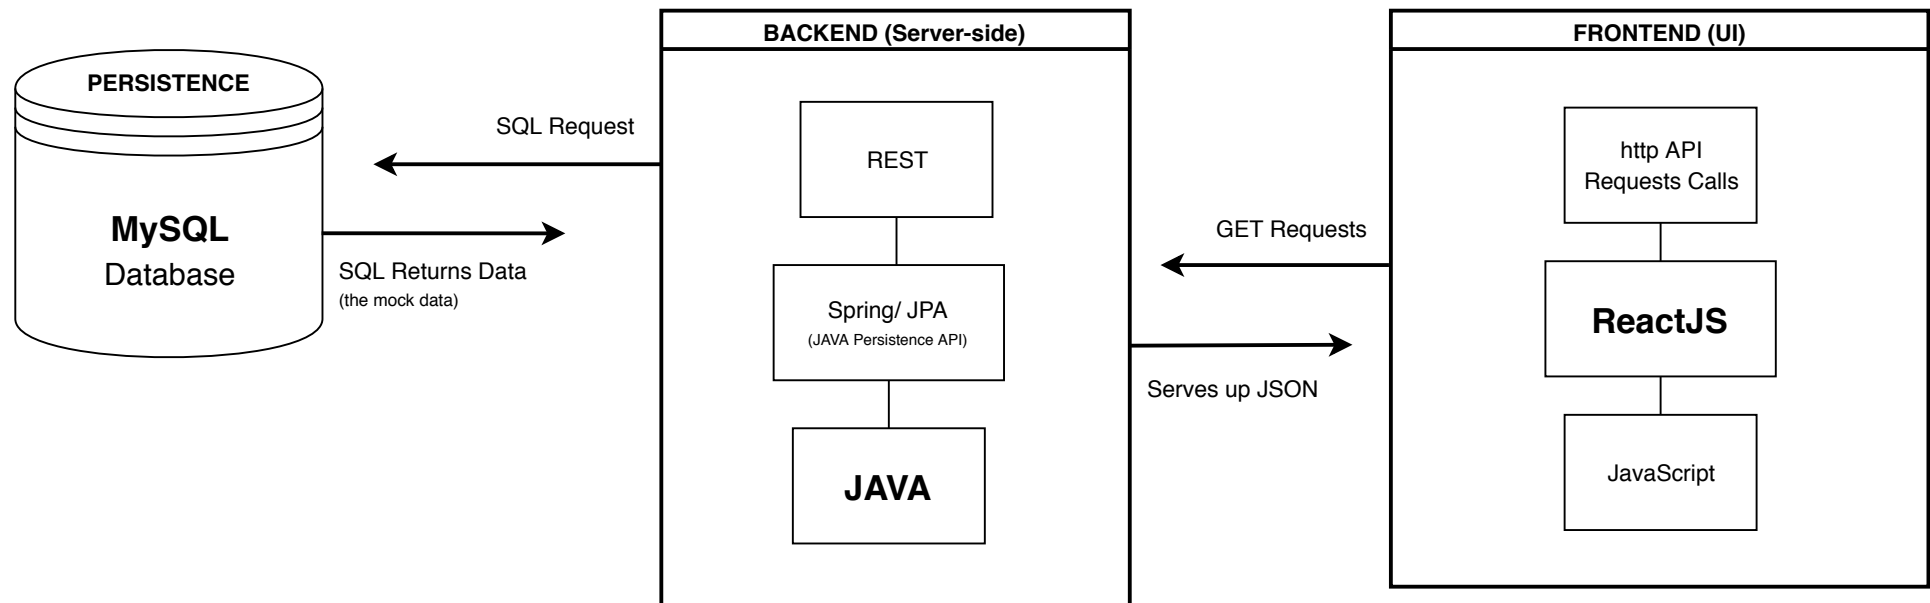 PERSISTENCE
MySQL
Database
SQL Request
SQL Returns Data
(the mock data)
BACKEND (Server-side)
REST
Spring/ JPA
(JAVA Persistence API)
JAVA
GET Requests
Serves up JSON
FRONTEND (UI)
http API
Requests Calls
ReactJS
JavaScript